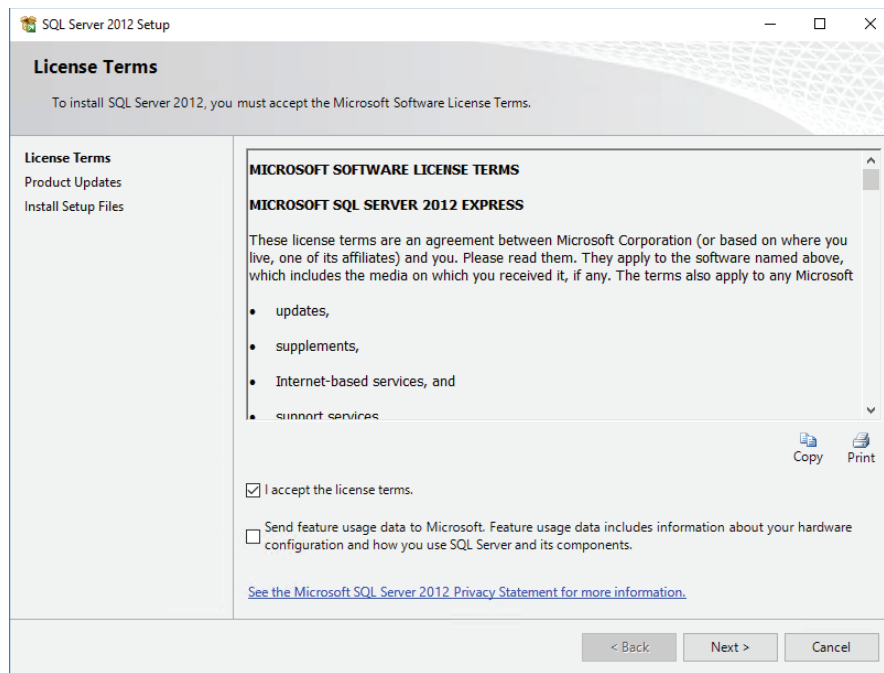 SQL Server 2012 Setup
License Terms
To install SQL Server 2012, you must accept the Microsoft Software License Terms.
License Terms
Product Updates
Install Setup Files
MICROSOFT SOFTWARE LICENSE TERMS
MICROSOFT SQL SERVER 2012 EXPRESS
These license terms are an agreement between Microsoft Corporation (or based on where you
live, one of its affiliates) and you. Please read them. They apply to the software named above,
which includes the media on which you received it, if any. The terms also apply to any Microsoft
• updates,
• supplements,
• Internet-based services, and
• support services
Copy
Print
I accept the license terms.
Send feature usage data to Microsoft. Feature usage data includes information about your hardware
configuration and how you use SQL Server and its components.
See the Microsoft SQL Server 2012 Privacy Statement for more information.
< Back
Next >
Cancel